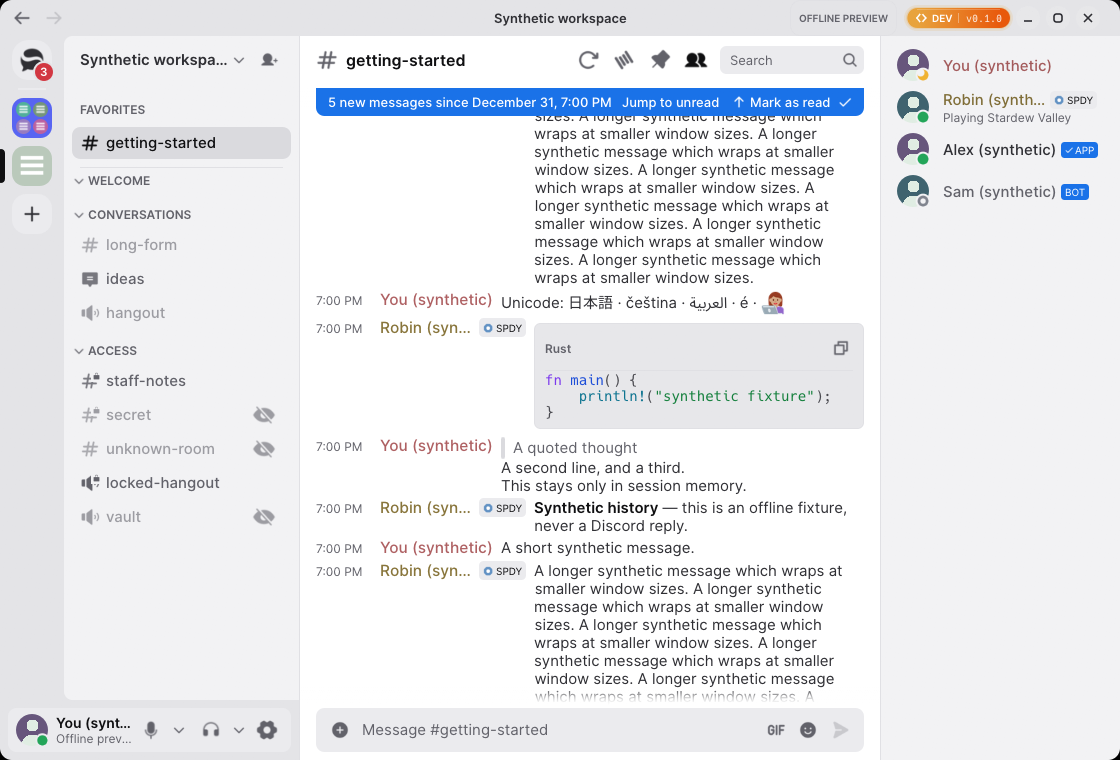 Synthetic workspace
OFFLINE PREVIEW
DEV v0.1.0
3
Synthetic workspa...
FAVORITES
getting-started
WELCOME
CONVERSATIONS
long-form
ideas
hangout
ACCESS
staff-notes
secret
unknown-room
locked-hangout
vault
You (synt...
Offline prev...
# getting-started
Search
5 new messages since December 31, 7:00 PM Jump to unread ↑ Mark as read
sizes. A longer synthetic message which
wraps at smaller window sizes. A longer
synthetic message which wraps at smaller
window sizes. A longer synthetic message
which wraps at smaller window sizes. A
longer synthetic message which wraps at
smaller window sizes. A longer synthetic
message which wraps at smaller window
sizes. A longer synthetic message which
wraps at smaller window sizes.
7:00 PM You (synthetic) Unicode: 日本語 · čeština · العربية · é · 👩🏽‍💻
7:00 PM Robin (syn... SPDY
Rust
fn main() {
    println!("synthetic fixture");
}
7:00 PM You (synthetic) A quoted thought
A second line, and a third.
This stays only in session memory.
7:00 PM Robin (syn... SPDY Synthetic history — this is an offline fixture,
never a Discord reply.
7:00 PM You (synthetic) A short synthetic message.
7:00 PM Robin (syn... SPDY A longer synthetic message which wraps at
smaller window sizes. A longer synthetic
message which wraps at smaller window
sizes. A longer synthetic message which
wraps at smaller window sizes. A longer
synthetic message which wraps at smaller
window sizes. A longer synthetic message
which wraps at smaller window sizes. A
Message #getting-started
GIF
You (synthetic)
Robin (synth... SPDY
Playing Stardew Valley
Alex (synthetic) ✓ APP
Sam (synthetic) BOT